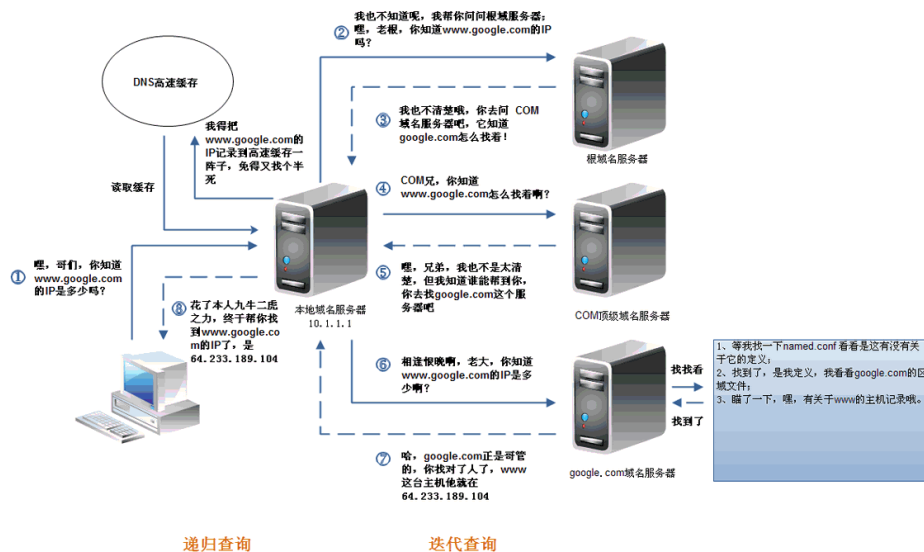 我也不知道呢，我帮你问问根域服务器；
嘿，老根，你知道www.google.com的IP
吗？
②
DNS高速缓存
我得把
www.google.com的
IP记录到高速缓存一
阵子，免得又找个半
死
读取缓存
③
我也不清楚哦，你去问 COM
域名服务器吧，它知道
google.com怎么找着！
根域名服务器
④
COM兄，你知道
www.google.com怎么找着啊？
①
嘿，哥们，你知道
www.google.com
的IP是多少吗？
⑤
嘿，兄弟，我也不是太清
楚，但我知道谁能帮到你，
你去找google.com这个服
务器吧
本地域名服务器
10.1.1.1
COM顶级域名服务器
⑧
花了本人九牛二虎
之力，终于帮你找
到www.google.co
m的IP了，是
64.233.189.104
⑥
相逢恨晚啊，老大，你知道
www.google.com的IP是多
少啊？
找找看
找到了
1、等我找一下named.conf 看看是这有没有关
于它的定义；
2、找到了，是我定义，我看看google.com的区
域文件；
3、瞄了一下，嘿，有关于www的主机记录哦。
⑦
哈，google.com正是哥管
的，你找对了人了，www
这台主机他就在
64.233.189.104
google.com域名服务器
递归查询
迭代查询